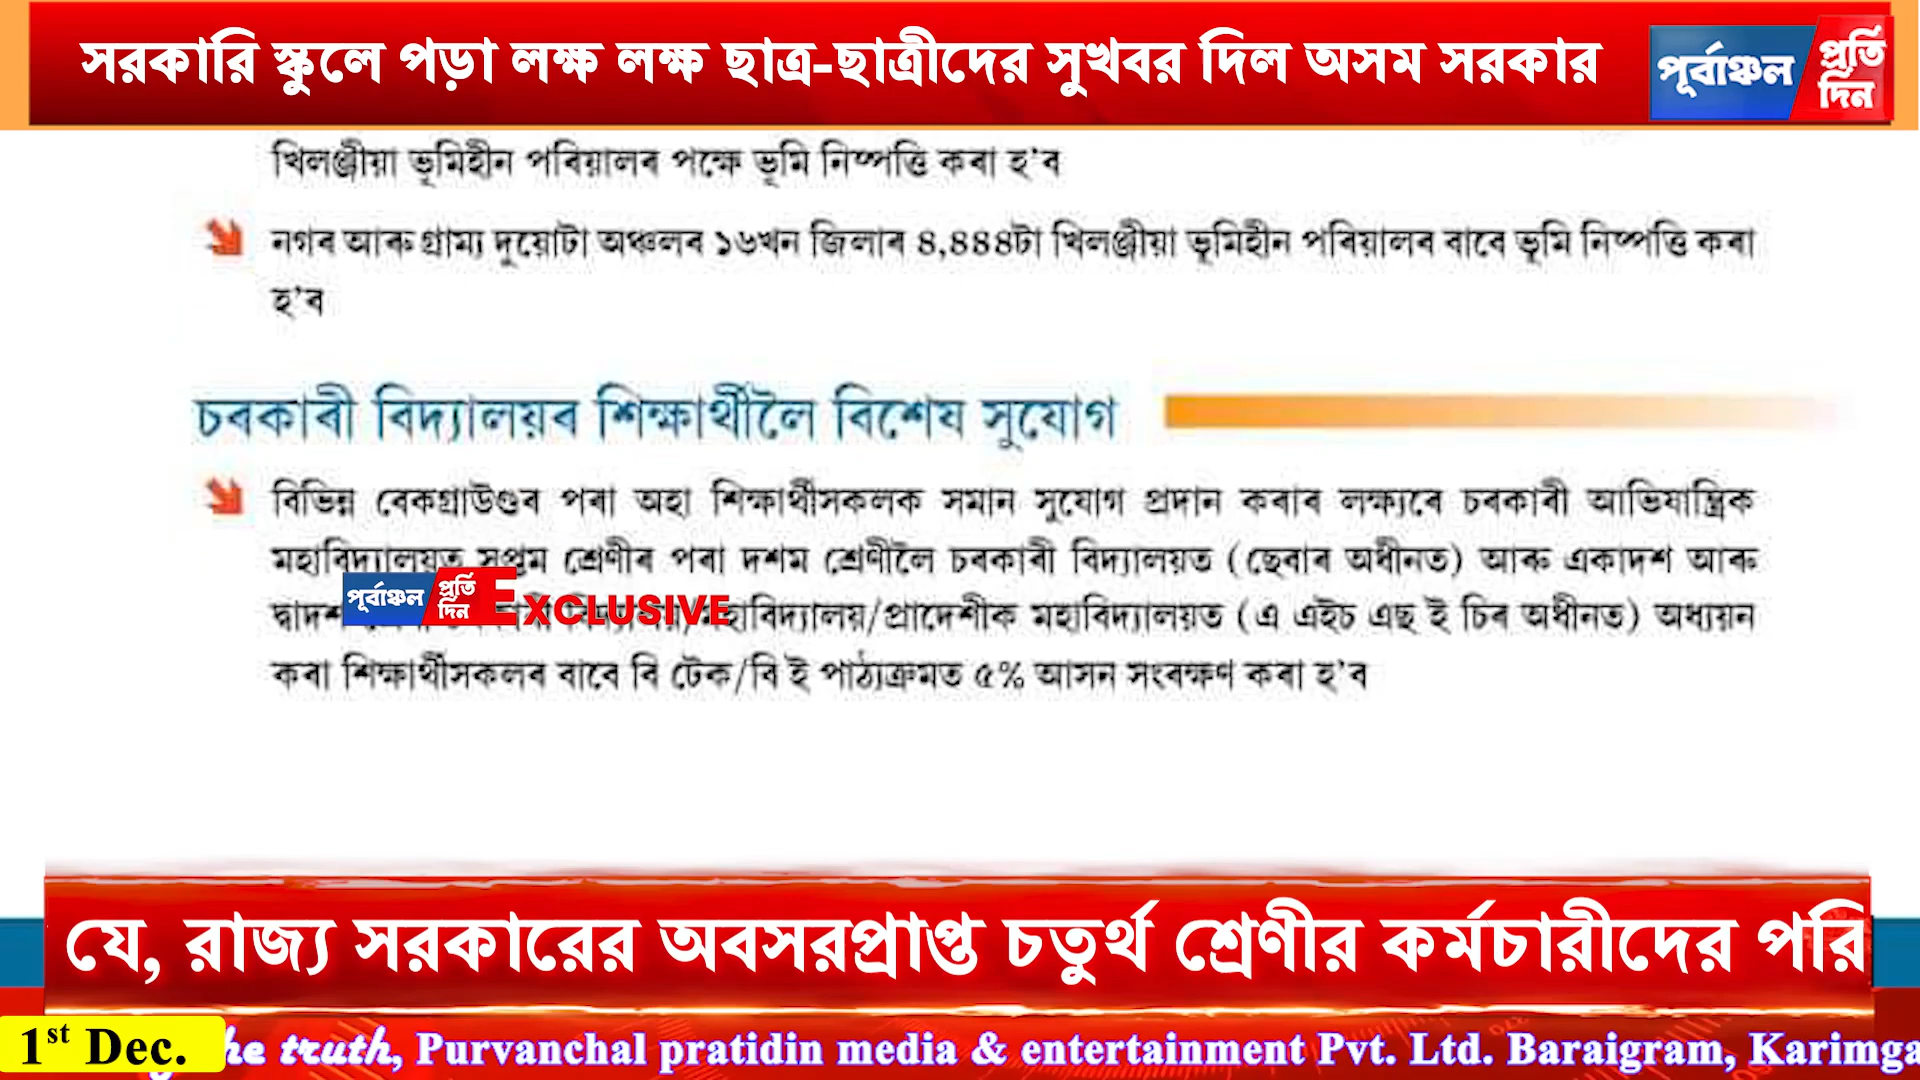 সরকারি স্কুলে পড়া লক্ষ লক্ষ ছাত্র-ছাত্রীদের সুখবর দিল অসম সরকার
পূর্বাঞ্চল প্রতি দিন
খিলঞ্জীয়া ভূমিহীন পৰিয়ালৰ পক্ষে ভূমি নিষ্পত্তি কৰা হ'ব
নগৰ আৰু গ্ৰাম্য দুয়োটা অঞ্চলৰ ১৬খন জিলাৰ ৪,৪৪৪টা খিলঞ্জীয়া ভূমিহীন পৰিয়ালৰ বাবে ভূমি নিষ্পত্তি কৰা
হ'ব
চৰকাৰী বিদ্যালয়ৰ শিক্ষাৰ্থীলৈ বিশেষ সুযোগ
বিভিন্ন বেকগ্ৰাউণ্ডৰ পৰা অহা শিক্ষাৰ্থীসকলক সমান সুযোগ প্ৰদান কৰাৰ লক্ষ্যৰে চৰকাৰী আভিযান্ত্ৰিক
মহাবিদ্যালয়ত সপ্তম শ্ৰেণীৰ পৰা দশম শ্ৰেণীলৈ চৰকাৰী বিদ্যালয়ত (ছেবাৰ অধীনত) আৰু একাদশ আৰু
দ্বাদশ মহাবিদ্যালয়/প্ৰাদেশীক মহাবিদ্যালয়ত (এ এইচ এছ ই চিৰ অধীনত) অধ্যয়ন
পূর্বাঞ্চল প্রতি দিন EXCLUSIVE
কৰা শিক্ষাৰ্থীসকলৰ বাবে বি টেক/বি ই পাঠ্যক্ৰমত ৫% আসন সংৰক্ষণ কৰা হ'ব
যে, রাজ্য সরকারের অবসরপ্রাপ্ত চতুর্থ শ্রেণীর কর্মচারীদের পরি
1st Dec. he truth, Purvanchal pratidin media & entertainment Pvt. Ltd. Baraigram, Karimga